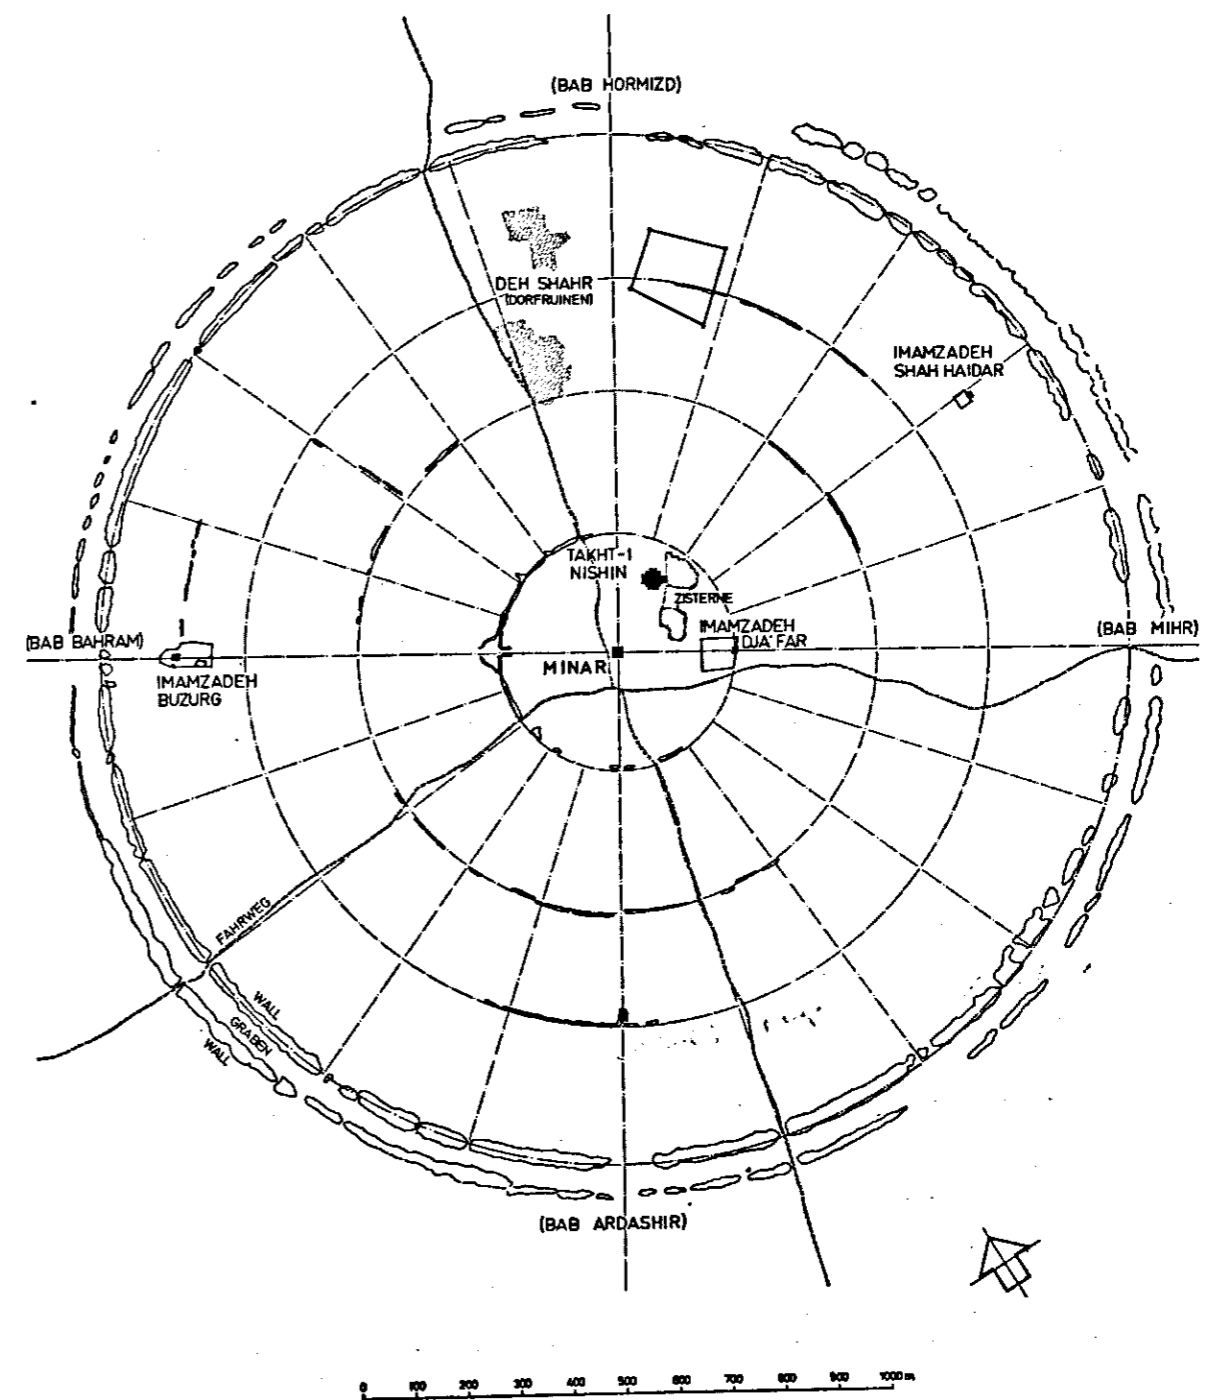 (BAB HORMIZD)
DEH SHAHR
(DORFRUINEN)
IMAMZADEH
SHAH HAIDAR
TAKHT-I
NISHIN
ZISTERNE
(BAB BAHRAM)
IMAMZADEH
DJA'FAR
(BAB MIHR)
MINAR
IMAMZADEH
BUZURG
FAHRWEG
WALL
GRABEN
WALL
(BAB ARDASHIR)
0 100 200 300 400 500 600 700 800 900 1000 m